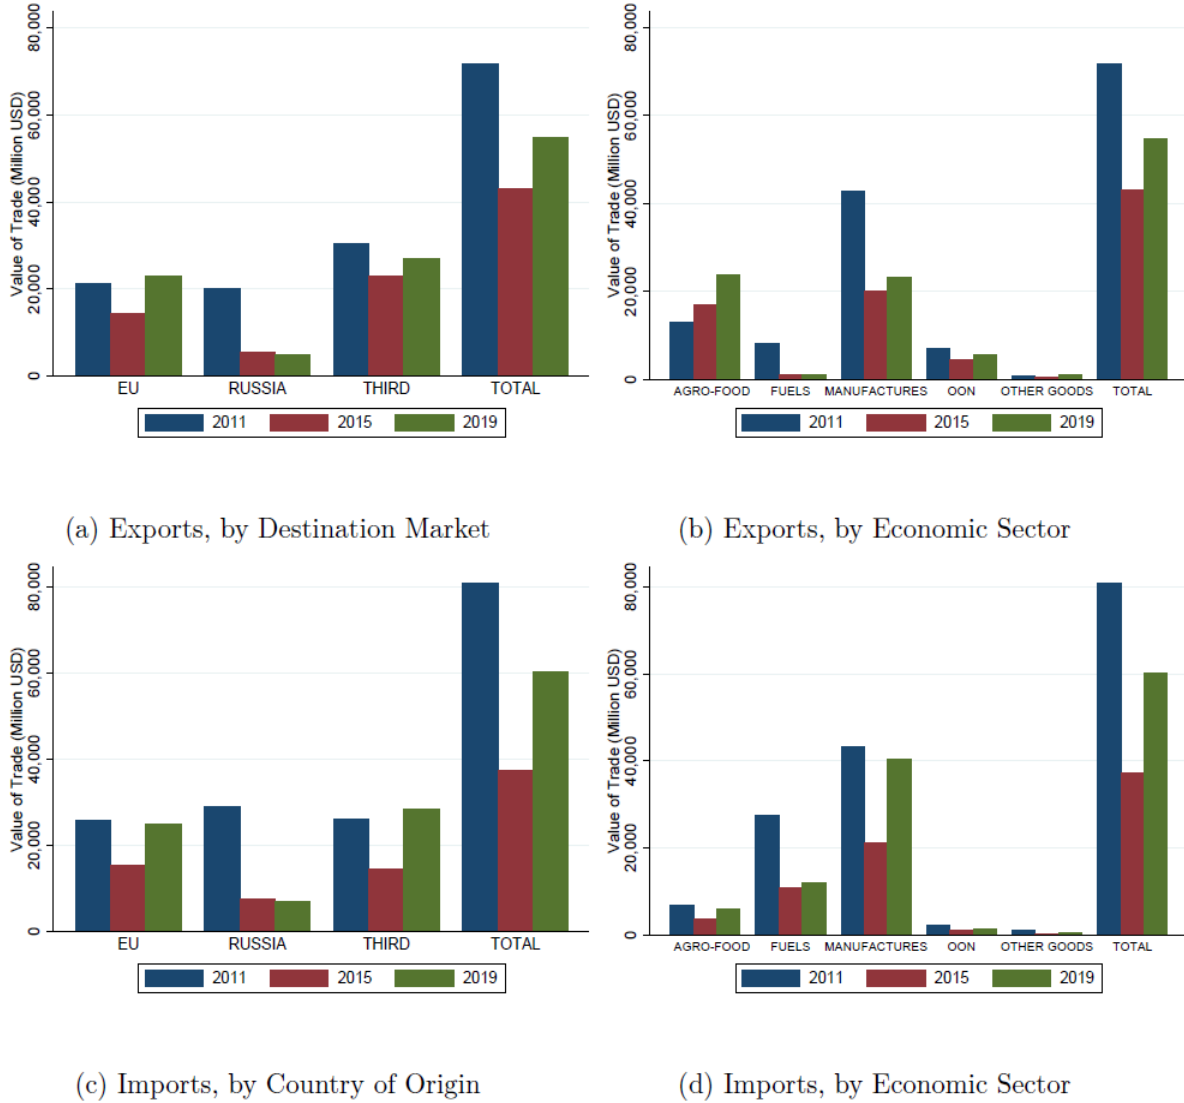 Value of Trade (Million USD)
80,000
60,000
40,000
20,000
0
EU RUSSIA THIRD TOTAL
2011 2015 2019
(a) Exports, by Destination Market
Value of Trade (Million USD)
80,000
60,000
40,000
20,000
0
AGRO-FOOD FUELS MANUFACTURES OON OTHER GOODS TOTAL
2011 2015 2019
(b) Exports, by Economic Sector
Value of Trade (Million USD)
80,000
60,000
40,000
20,000
0
EU RUSSIA THIRD TOTAL
2011 2015 2019
(c) Imports, by Country of Origin
Value of Trade (Million USD)
80,000
60,000
40,000
20,000
0
AGRO-FOOD FUELS MANUFACTURES OON OTHER GOODS TOTAL
2011 2015 2019
(d) Imports, by Economic Sector